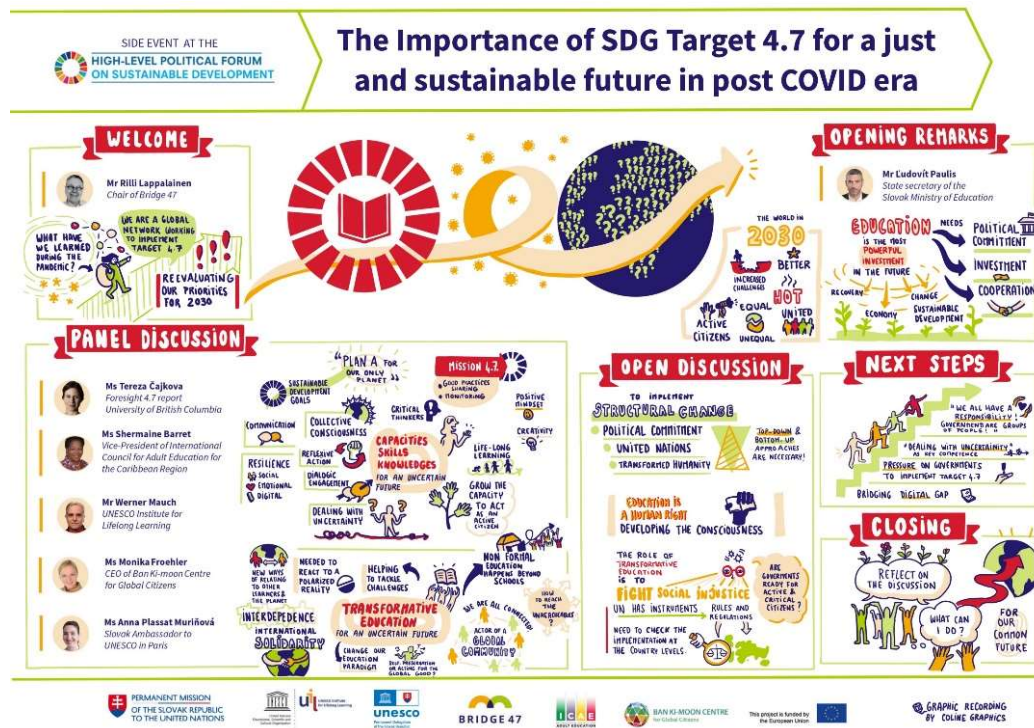 SIDE EVENT AT THE
HIGH-LEVEL POLITICAL FORUM
ON SUSTAINABLE DEVELOPMENT
The Importance of SDG Target 4.7 for a just
and sustainable future in post COVID era
WELCOME
Mr Rilli Lappalainen
Chair of Bridge 47
WHAT HAVE
WE LEARNED
DURING THE
PANDEMIC?
WE ARE A GLOBAL
NETWORK WORKING
TO IMPLEMENT
TARGET 4.7
REEVALUATING
OUR PRIORITIES
FOR 2030
THE WORLD IN
2030
INCREASED
CHALLENGES
BETTER
HOT
ACTIVE
CITIZENS
EQUAL
UNEQUAL
UNITED
OPENING REMARKS
Mr Ľudovít Paulis
State secretary of the
Slovak Ministry of Education
EDUCATION
IS THE MOST
POWERFUL
INVESTMENT
IN THE FUTURE
NEEDS
POLITICAL
COMMITMENT
INVESTMENT
COOPERATION
RECOVERY
ECONOMY
CHANGE
SUSTAINABLE
DEVELOPMENT
PANEL DISCUSSION
Ms Tereza Čajkova
Foresight 4.7 report
University of British Columbia
Ms Shermaine Barret
Vice-President of International
Council for Adult Education for
the Caribbean Region
Mr Werner Mauch
UNESCO Institute for
Lifelong Learning
Ms Monika Froehler
CEO of Ban Ki-moon Centre
for Global Citizens
Ms Anna Plassat Muriňová
Slovak Ambassador to
UNESCO in Paris
"PLAN A FOR
OUR ONLY
PLANET"
MISSION 4.7
GOOD PRACTICES
SHARING
MONITORING
SUSTAINABLE
DEVELOPMENT
GOALS
COMMUNICATION
COLLECTIVE
CONSCIOUSNESS
CRITICAL
THINKERS
POSITIVE
MINDSET
CREATIVITY
REFLEXIVE
ACTION
RESILIENCE
SOCIAL
EMOTIONAL
DIGITAL
DIALOGIC
ENGAGEMENT
CAPACITIES
SKILLS
KNOWLEDGES
FOR AN UNCERTAIN
FUTURE
LIFE-LONG
LEARNING
GROW THE
CAPACITY
TO ACT
AS AN
ACTIVE
CITIZEN
DEALING WITH
UNCERTAINTY
NEW WAYS OF
RELATING TO
OTHER
LEARNERS &
THE PLANET
NEEDED TO
REACT TO A
POLARIZED
REALITY
HELPING
TO TACKLE
CHALLENGES
NON FORMAL
EDUCATION
HAPPENS BEYOND
SCHOOLS
INTERDEPEDENCE
INTERNATIONAL
SOLIDARITY
TRANSFORMATIVE
EDUCATION
FOR AN UNCERTAIN FUTURE
WE ARE ALL CONNECTED!
HOW
TO REACH
THE
UNREACHABLE?
ACTOR OF A
GLOBAL
COMMUNITY
CHANGE OUR
EDUCATION
PARADIGM
SELF PRESERVATION
OR ACTING FOR THE
GLOBAL GOOD?
OPEN DISCUSSION
TO IMPLEMENT
STRUCTURAL CHANGE
POLITICAL COMMITMENT
UNITED NATIONS
TRANSFORMED HUMANITY
TOP-DOWN &
BOTTOM-UP
APPROACHES
ARE NECESSARY!
EDUCATION IS
A HUMAN RIGHT
DEVELOPING THE CONSCIOUSNESS
THE ROLE OF
TRANSFORMATIVE
EDUCATION
IS TO
FIGHT SOCIAL INJUSTICE
UN HAS INSTRUMENTS
RULES AND
REGULATIONS
NEED TO CHECK THE
IMPLEMENTATION AT
THE COUNTRY LEVELS
ARE
GOVERMENTS
READY FOR
ACTIVE &
CRITICAL
CITIZENS?
NEXT STEPS
"WE ALL HAVE A
RESPONSIBILITY!
GOVERNMENT ARE GROUPS
OF PEOPLE!"
"DEALING WITH UNCERTAINITY"
AS KEY COMPETENCE
PRESSURE ON GOVERNMENTS
TO IMPLEMENT TARGET 4.7
BRIDGING DIGITAL GAP
CLOSING
REFLECT ON
THE DISCUSSION
WHAT CAN
I DO?
FOR
OUR
COMMON
FUTURE
PERMANENT MISSION
OF THE SLOVAK REPUBLIC
TO THE UNITED NATIONS
unesco
BRIDGE 47
ICAE
ADULT EDUCATION
BAN KI-MOON CENTRE
for Global Citizens
This project is funded by
the European Union
GRAPHIC RECORDING
BY COLINE GRAPHICS